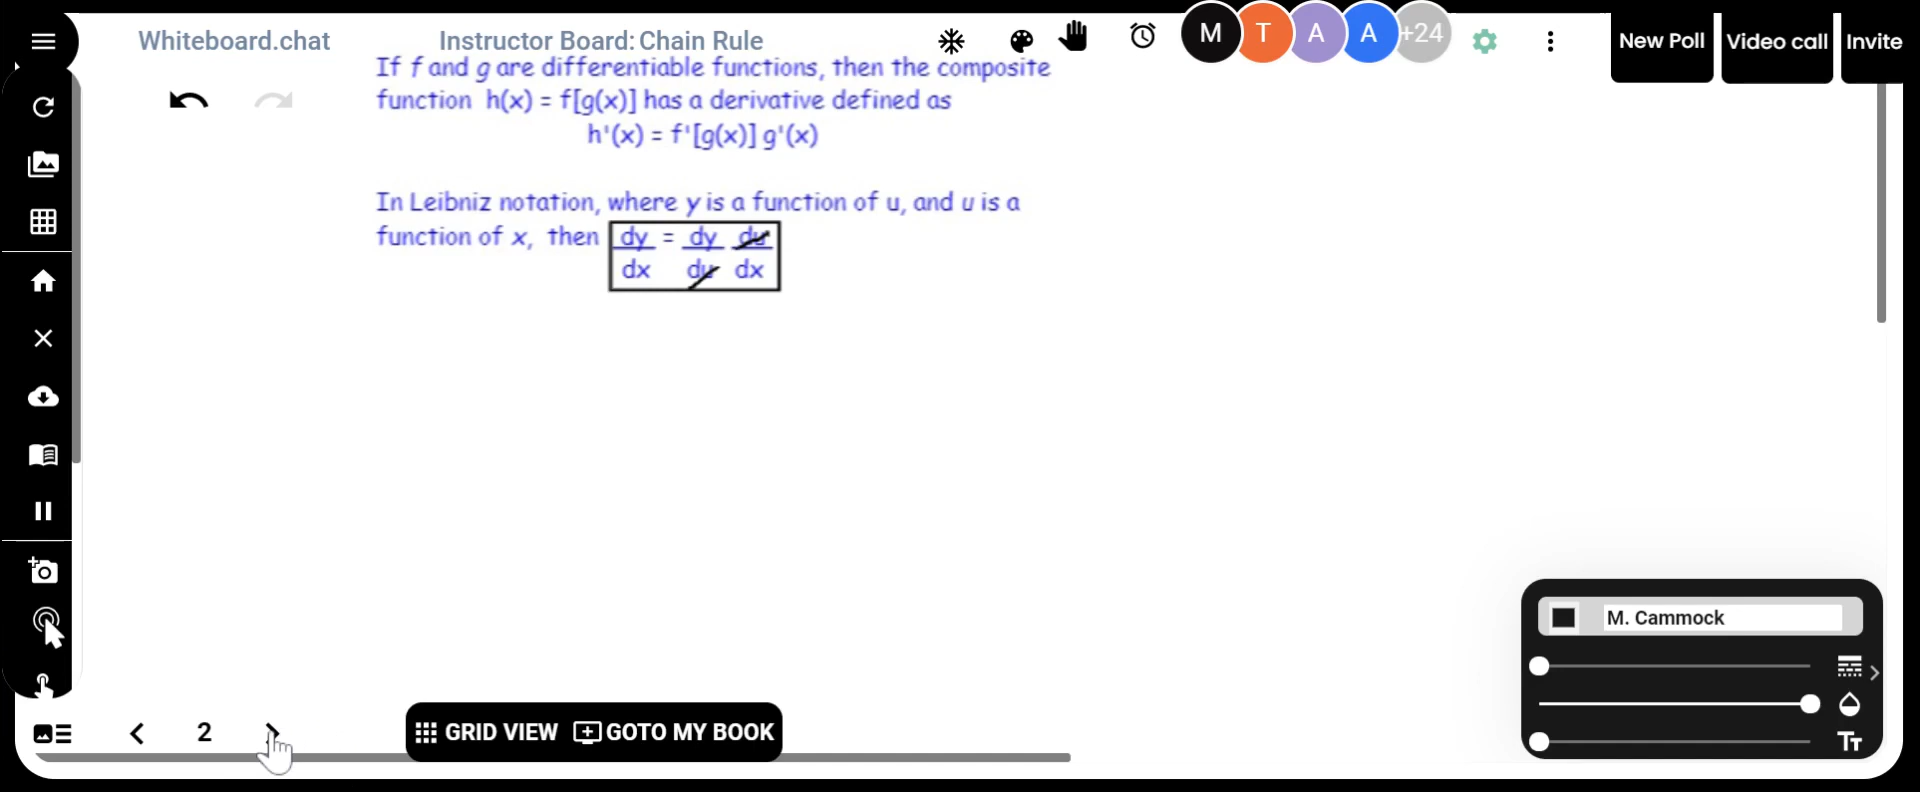 Whiteboard.chat
Instructor Board: Chain Rule
M T A A +24
New Poll
Video call
Invite
If f and g are differentiable functions, then the composite
function h(x) = f[g(x)] has a derivative defined as
h'(x) = f'[g(x)] g'(x)
In Leibniz notation, where y is a function of u, and u is a
function of x, then dy = dy du
dx du dx
M. Cammock
2
GRID VIEW
GOTO MY BOOK
TT